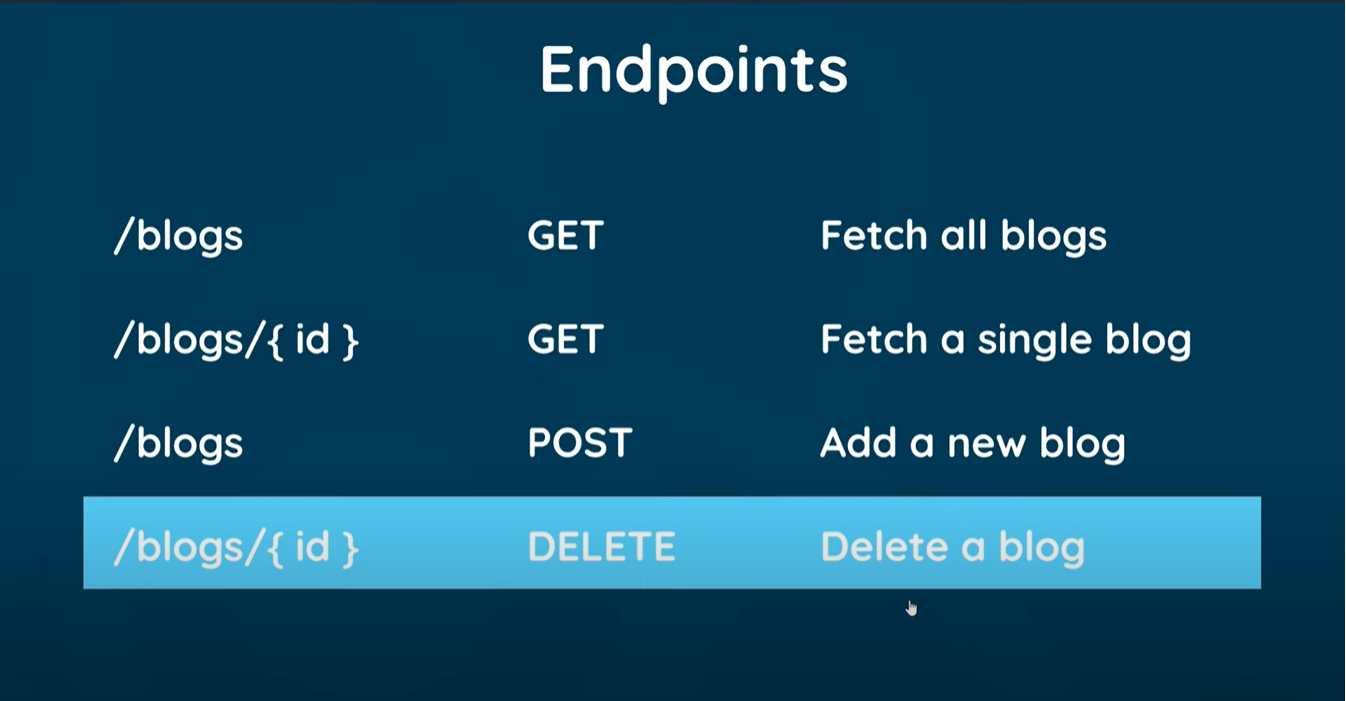 Endpoints
/blogs GET Fetch all blogs
/blogs/{ id } GET Fetch a single blog
/blogs POST Add a new blog
/blogs/{ id } DELETE Delete a blog